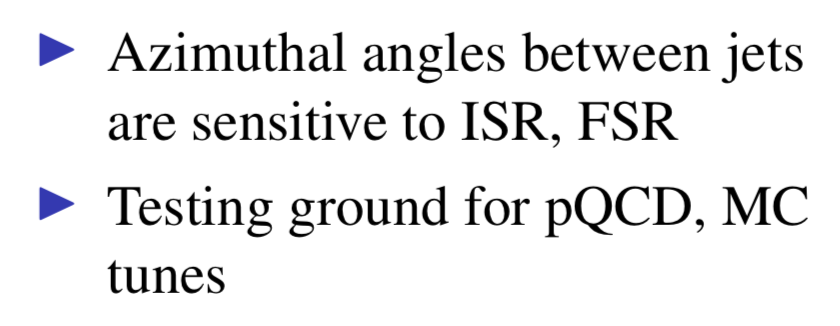 Azimuthal angles between jets
are sensitive to ISR, FSR
Testing ground for pQCD, MC
tunes